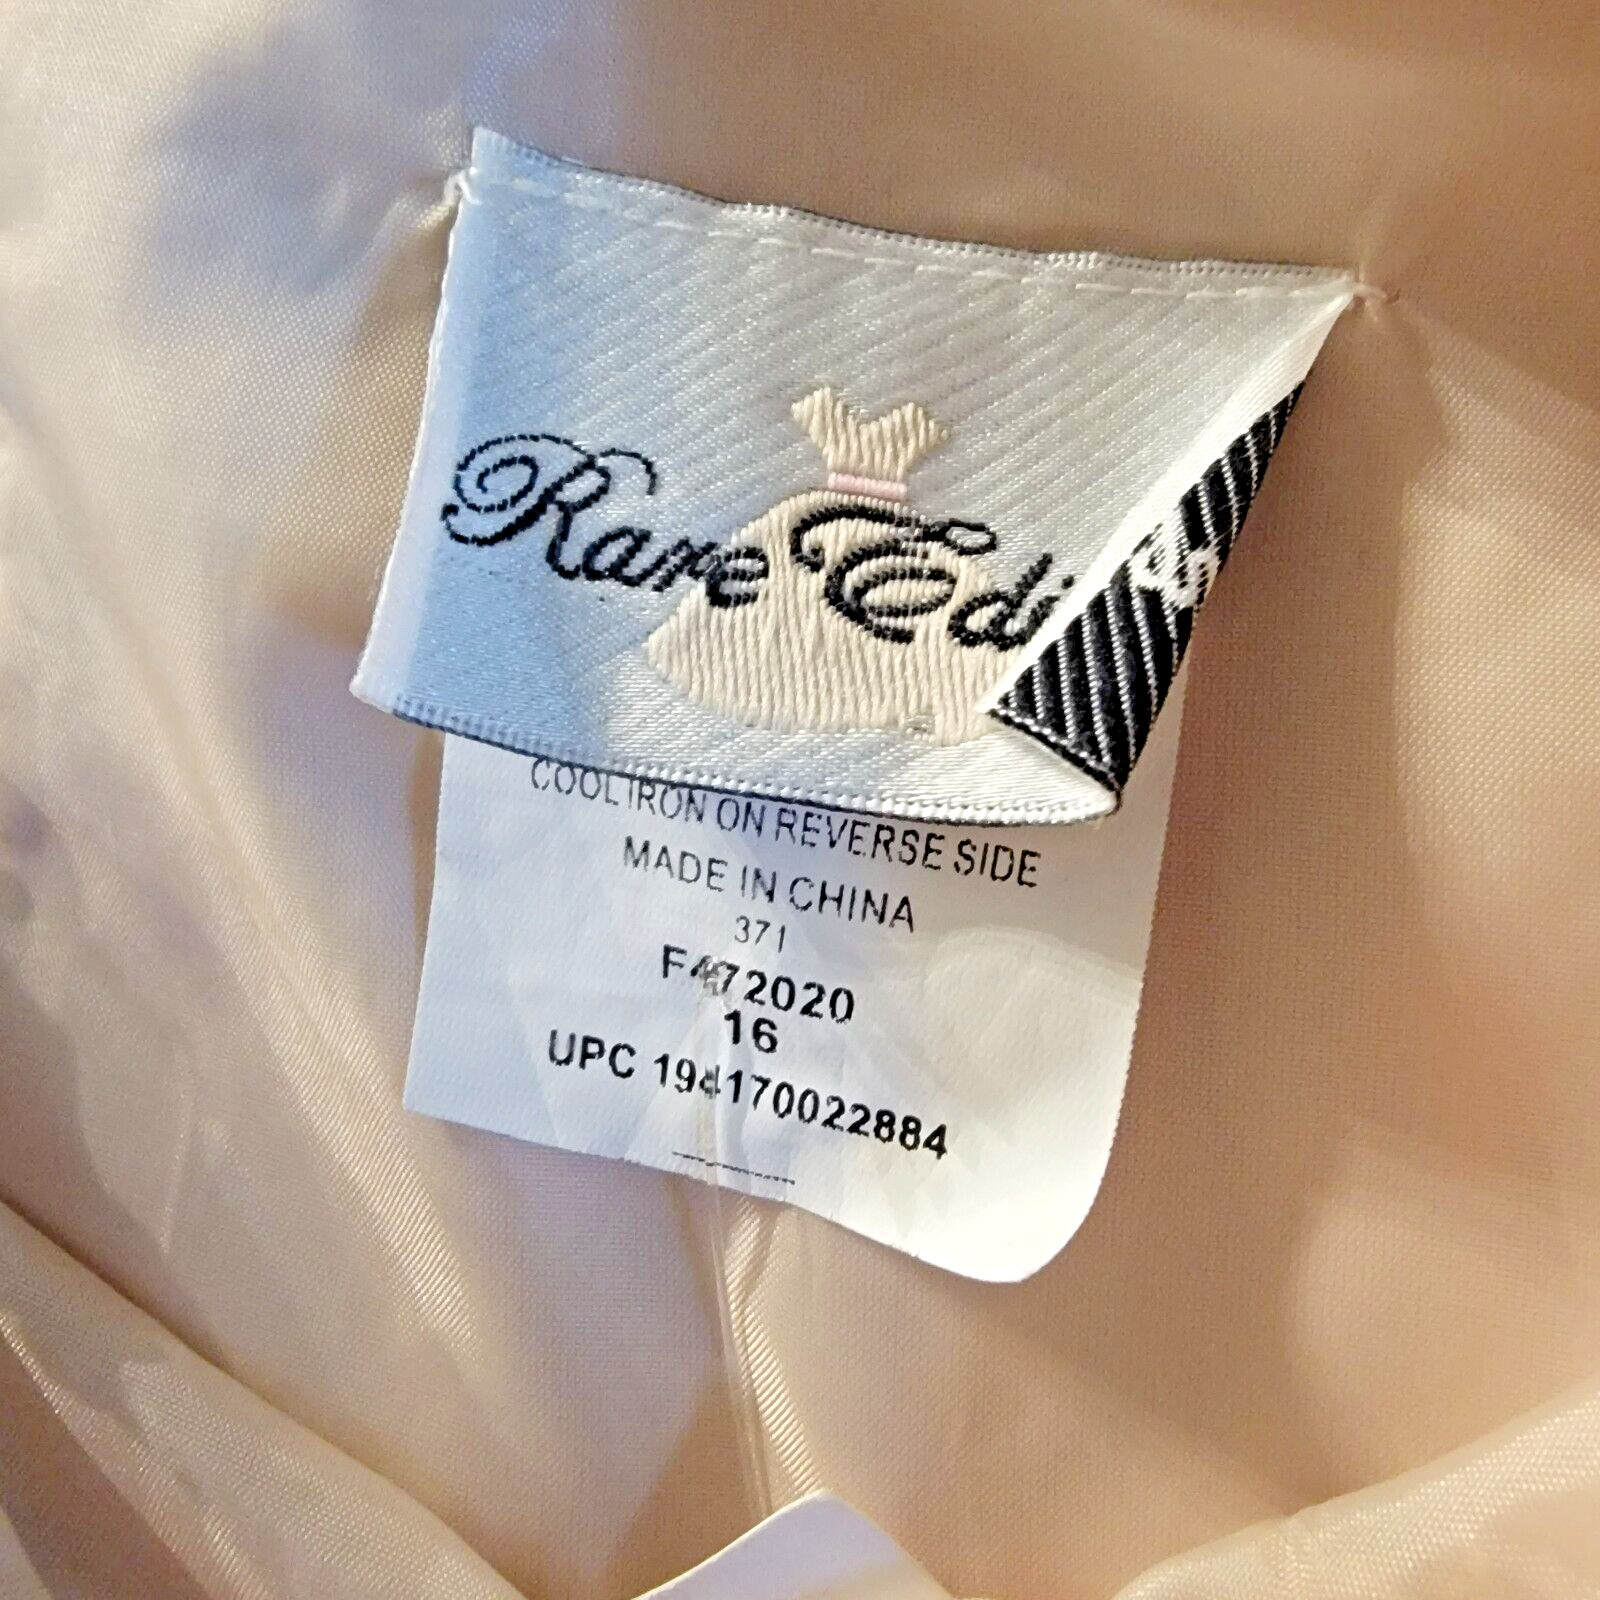 Rare Edi
COOL IRON ON REVERSE SIDE
MADE IN CHINA
371
F472020
16
UPC 194170022884